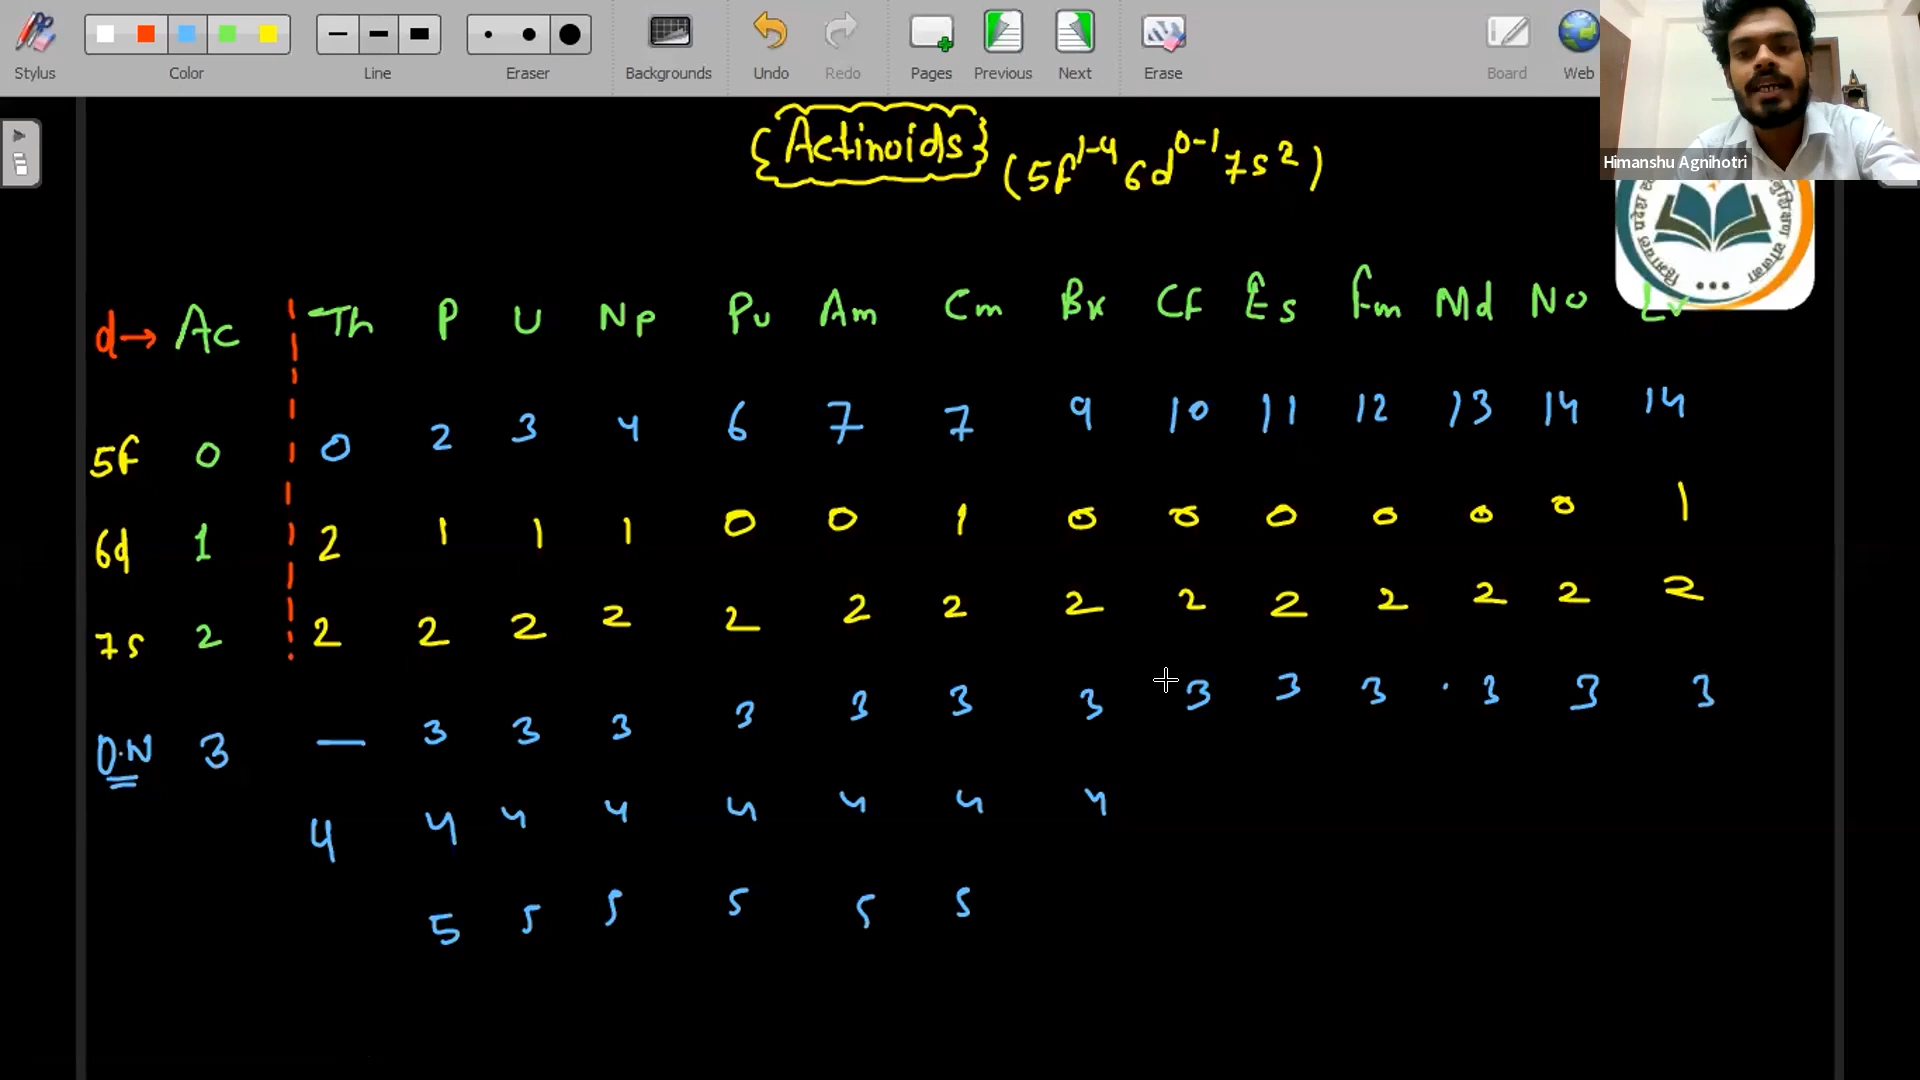 Stylus Color Line Eraser Backgrounds Undo Redo Pages Previous Next Erase Board Web
Himanshu Agnihotri
{Actinoids} (5f¹⁻⁴ 6d⁰⁻¹ 7s²)
d→ Ac Th P U Np Pu Am Cm Bk Cf Es Fm Md No
5f 0 0 2 3 4 6 7 7 9 10 11 12 13 14 14
6d 1 2 1 1 1 0 0 1 0 0 0 0 0 0 1
7s 2 2 2 2 2 2 2 2 2 2 2 2 2 2 2
O.N 3 — 3 3 3 3 3 3 3 3 3 3 3 3 3
4 4 4 4 4 4 4 4
5 5 5 5 5 5